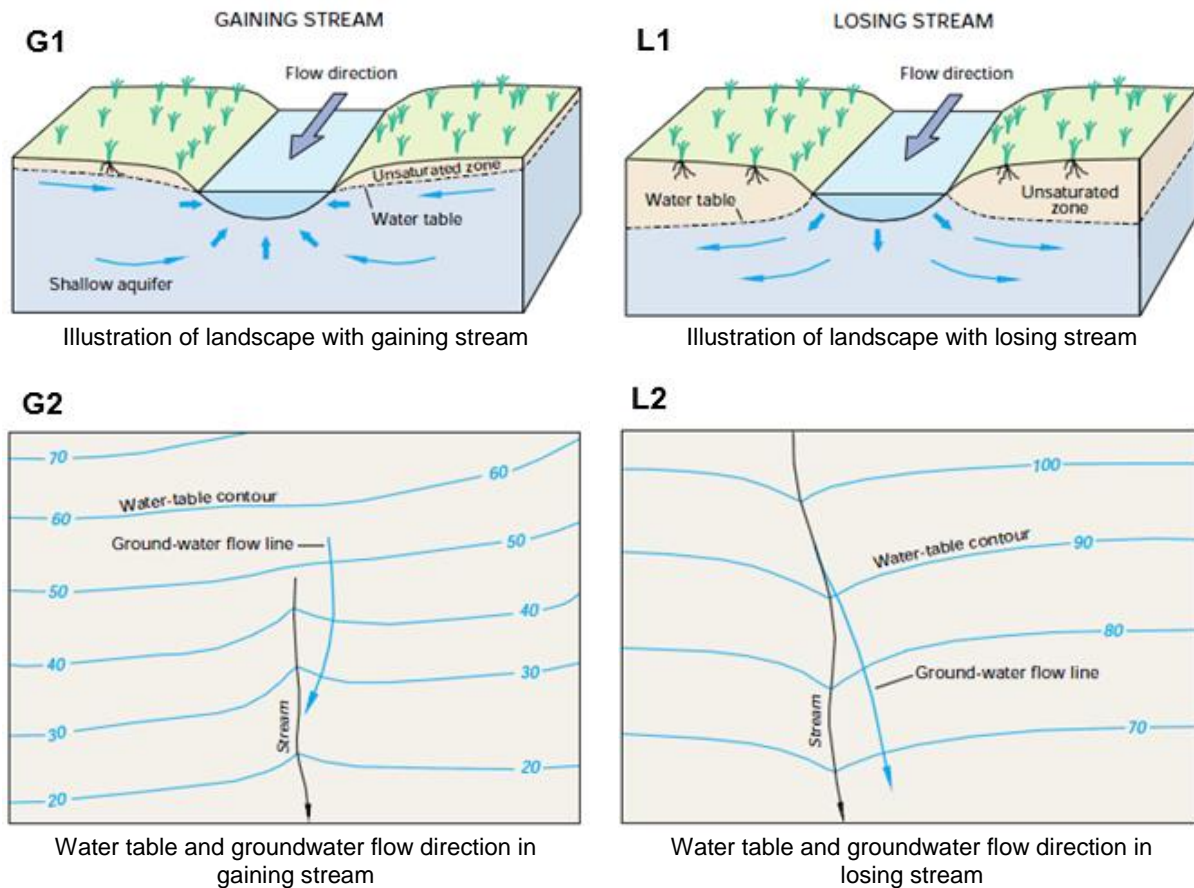 GAINING STREAM
G1
Flow direction
Unsaturated zone
Water table
Shallow aquifer
Illustration of landscape with gaining stream
LOSING STREAM
L1
Flow direction
Water table
Unsaturated
zone
Illustration of landscape with losing stream
G2
70
60
Water-table contour
60
Ground-water flow line
50
50
40
40
30
30
Stream
20
20
Water table and groundwater flow direction in
gaining stream
L2
100
Water-table contour
90
80
Ground-water flow line
Stream
70
Water table and groundwater flow direction in
losing stream